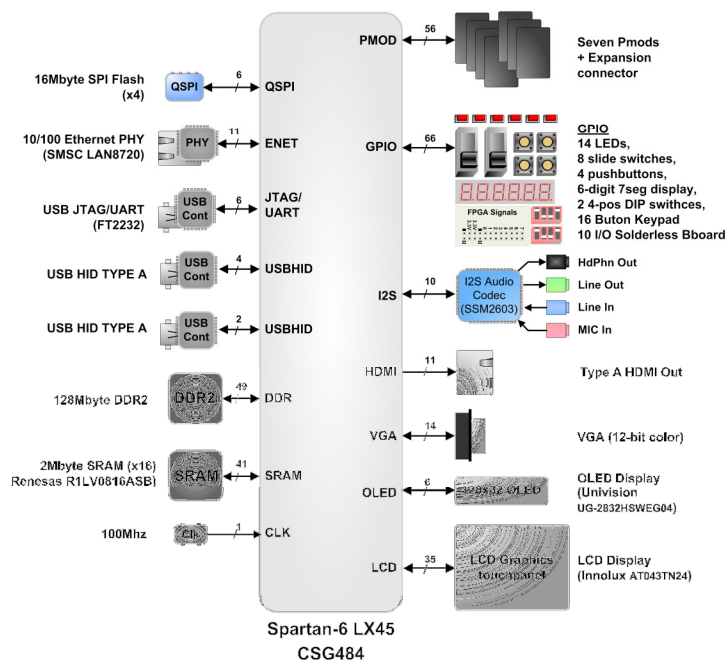 PMOD
56
Seven Pmods
+ Expansion
connector
16Mbyte SPI Flash
(x4)
QSPI
6
QSPI
10/100 Ethernet PHY
(SMSC LAN8720)
PHY
11
ENET
GPIO
66
GPIO
14 LEDs,
8 slide switches,
4 pushbuttons,
6-digit 7seg display,
2 4-pos DIP swithces,
16 Buton Keypad
10 I/O Solderless Bboard
FPGA Signals
USB JTAG/UART
(FT2232)
USB
Cont
6
JTAG/
UART
USB HID TYPE A
USB
Cont
4
USBHID
I2S
10
I2S Audio
Codec
(SSM2603)
HdPhn Out
Line Out
Line In
MIC In
USB HID TYPE A
USB
Cont
2
USBHID
HDMI
11
Type A HDMI Out
128Mbyte DDR2
DDR2
49
DDR
VGA
14
VGA (12-bit color)
2Mbyte SRAM (x16)
Renesas R1LV0816ASB)
SRAM
41
SRAM
OLED
6
128x32 OLED
OLED Display
(Univision
UG-2832HSWEG04)
100Mhz
Clk
1
CLK
LCD
35
LCD Graphics
touchpanel
LCD Display
(Innolux AT043TN24)
Spartan-6 LX45
CSG484